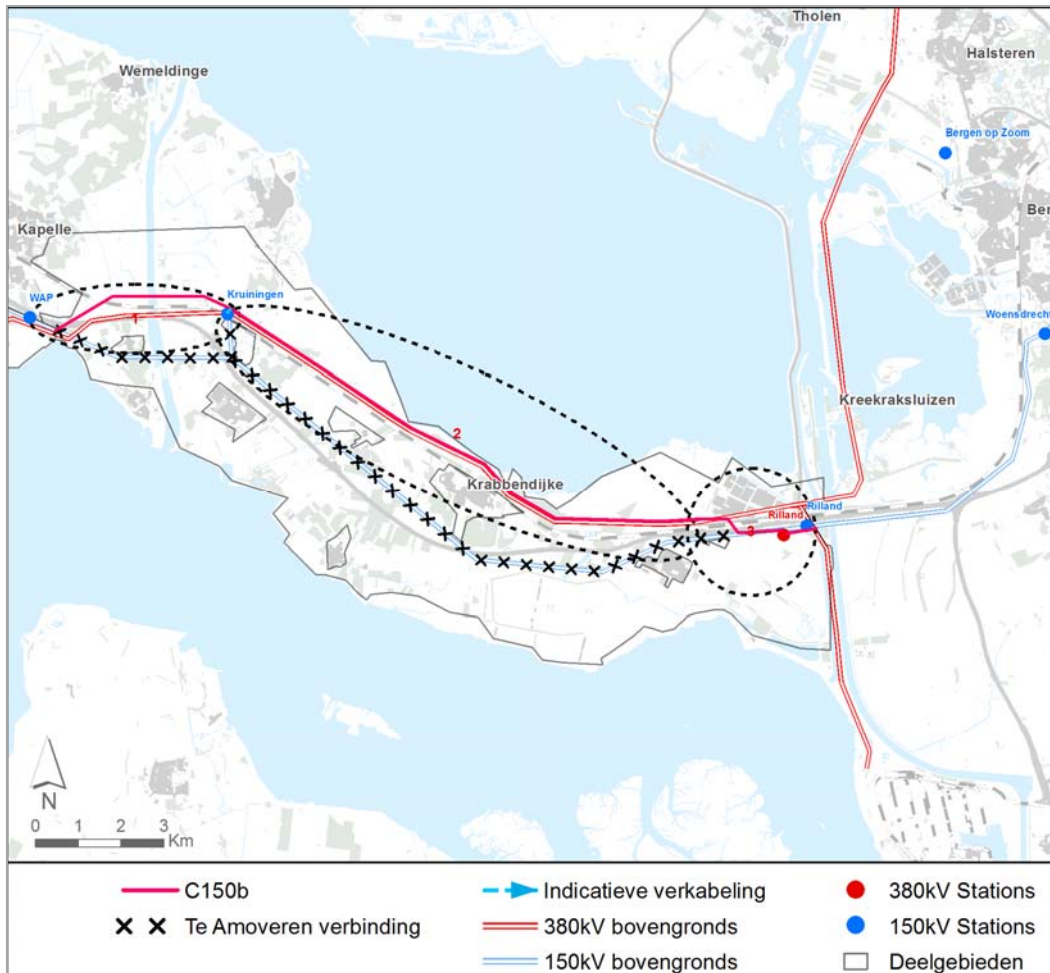 Tholen
Halsteren
Wemeldinge
Bergen op Zoom
Kapelle
Ber
WAP
Kruiningen
1
Woensdrecht
Kreekraksluizen
2
Krabbendijke
Rilland
Rilland
3
N
0 1 2 3
Km
C150b
Indicatieve verkabeling
380kV Stations
Te Amoveren verbinding
380kV bovengronds
150kV Stations
150kV bovengronds
Deelgebieden